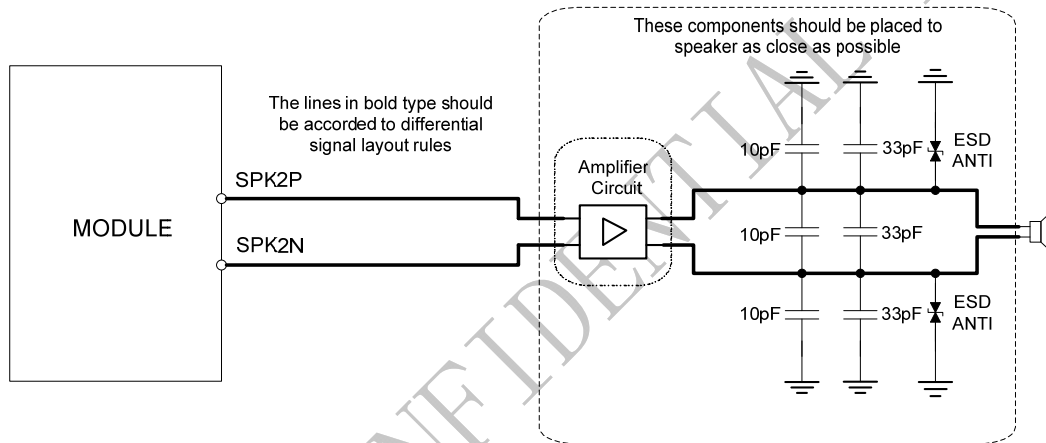 These components should be placed to
speaker as close as possible
The lines in bold type should
be accorded to differential
signal layout rules
SPK2P
SPK2N
MODULE
Amplifier
Circuit
10pF
33pF
ESD
ANTI
10pF
33pF
10pF
33pF
ESD
ANTI
NFIDENTIAL